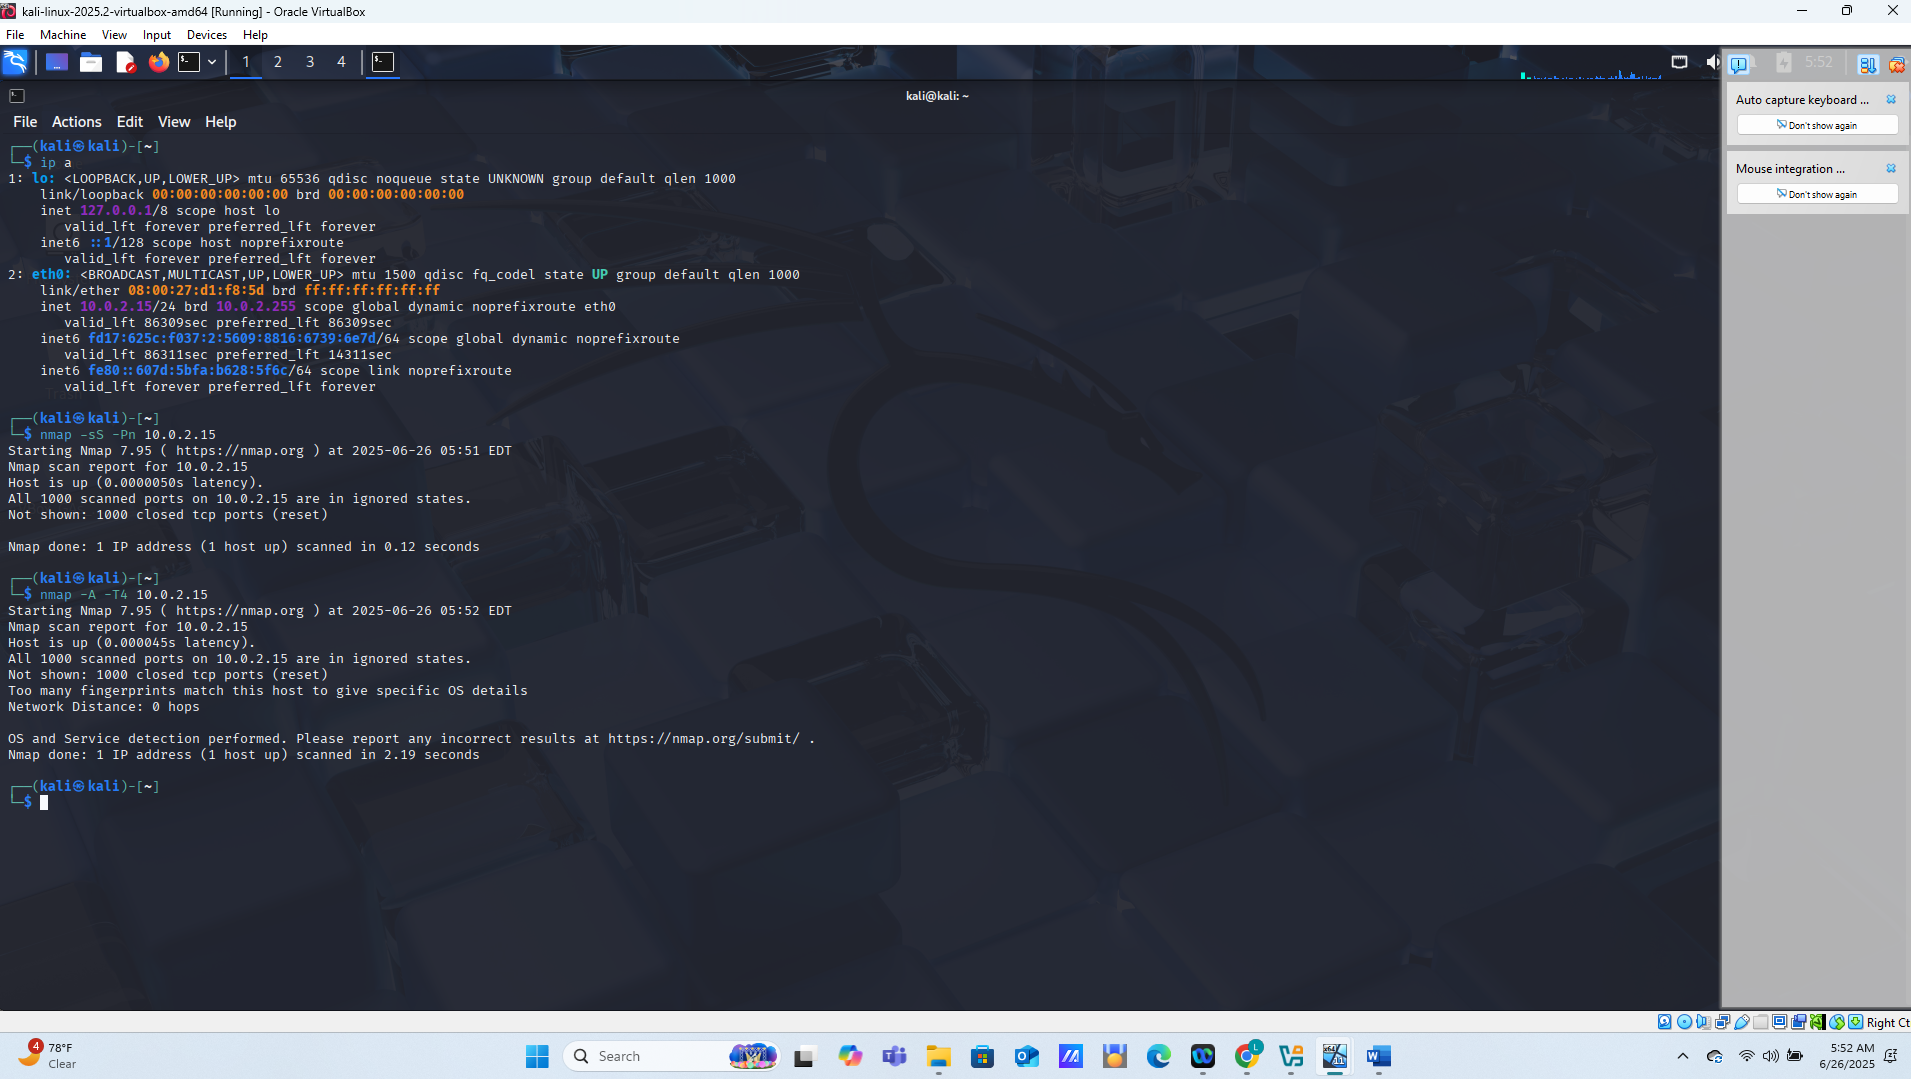 kali-linux-2025.2-virtualbox-amd64 [Running] - Oracle VirtualBox
File Machine View Input Devices Help
1 2 3 4
5:52
kali@kali: ~
File Actions Edit View Help
Auto capture keyboard ...
Don't show again
Mouse integration ...
Don't show again
┌──(kali㉿kali)-[~]
└─$ ip a
1: lo: <LOOPBACK,UP,LOWER_UP> mtu 65536 qdisc noqueue state UNKNOWN group default qlen 1000
    link/loopback 00:00:00:00:00:00 brd 00:00:00:00:00:00
    inet 127.0.0.1/8 scope host lo
       valid_lft forever preferred_lft forever
    inet6 ::1/128 scope host noprefixroute
       valid_lft forever preferred_lft forever
2: eth0: <BROADCAST,MULTICAST,UP,LOWER_UP> mtu 1500 qdisc fq_codel state UP group default qlen 1000
    link/ether 08:00:27:d1:f8:5d brd ff:ff:ff:ff:ff:ff
    inet 10.0.2.15/24 brd 10.0.2.255 scope global dynamic noprefixroute eth0
       valid_lft 86309sec preferred_lft 86309sec
    inet6 fd17:625c:f037:2:5609:8816:6739:6e7d/64 scope global dynamic noprefixroute
       valid_lft 86311sec preferred_lft 14311sec
    inet6 fe80::607d:5bfa:b628:5f6c/64 scope link noprefixroute
       valid_lft forever preferred_lft forever
Trash
┌──(kali㉿kali)-[~]
└─$ nmap -sS -Pn 10.0.2.15
Starting Nmap 7.95 ( https://nmap.org ) at 2025-06-26 05:51 EDT
Nmap scan report for 10.0.2.15
Host is up (0.0000050s latency).
All 1000 scanned ports on 10.0.2.15 are in ignored states.
Not shown: 1000 closed tcp ports (reset)
Nmap done: 1 IP address (1 host up) scanned in 0.12 seconds
┌──(kali㉿kali)-[~]
└─$ nmap -A -T4 10.0.2.15
Starting Nmap 7.95 ( https://nmap.org ) at 2025-06-26 05:52 EDT
Nmap scan report for 10.0.2.15
Host is up (0.000045s latency).
All 1000 scanned ports on 10.0.2.15 are in ignored states.
Not shown: 1000 closed tcp ports (reset)
Too many fingerprints match this host to give specific OS details
Network Distance: 0 hops
OS and Service detection performed. Please report any incorrect results at https://nmap.org/submit/ .
Nmap done: 1 IP address (1 host up) scanned in 2.19 seconds
┌──(kali㉿kali)-[~]
└─$
Right Ct
4
78°F
Clear
Search
L
5:52 AM
6/26/2025